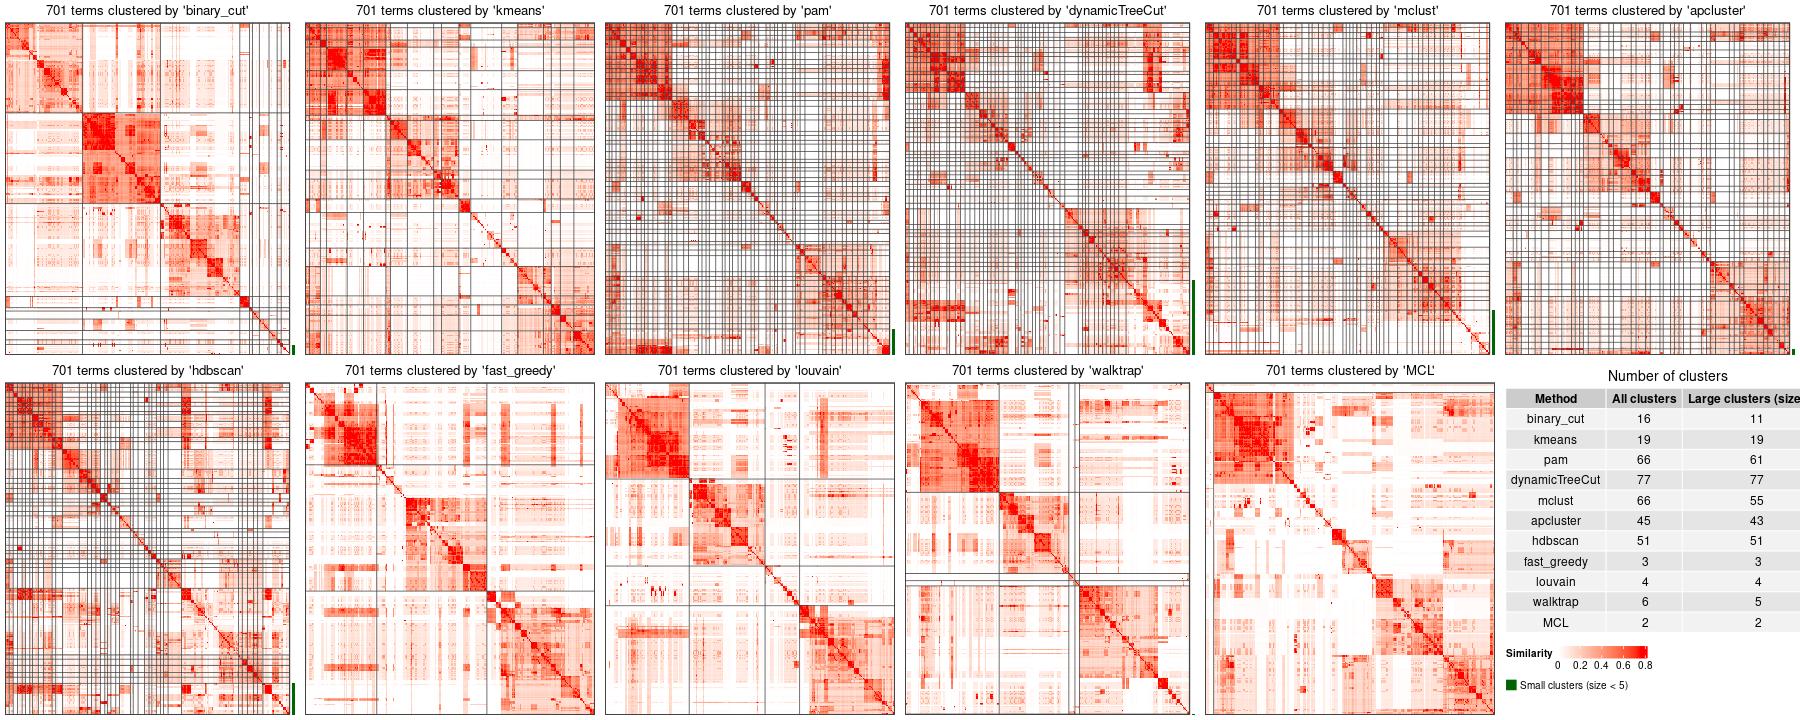 701 terms clustered by 'binary_cut'
701 terms clustered by 'kmeans'
701 terms clustered by 'pam'
701 terms clustered by 'dynamicTreeCut'
701 terms clustered by 'mclust'
701 terms clustered by 'apcluster'
701 terms clustered by 'hdbscan'
701 terms clustered by 'fast_greedy'
701 terms clustered by 'louvain'
701 terms clustered by 'walktrap'
701 terms clustered by 'MCL'
Number of clusters
Method All clusters Large clusters (size
binary_cut 16 11
kmeans 19 19
pam 66 61
dynamicTreeCut 77 77
mclust 66 55
apcluster 45 43
hdbscan 51 51
fast_greedy 3 3
louvain 4 4
walktrap 6 5
MCL 2 2
Similarity
0 0.2 0.4 0.6 0.8
Small clusters (size < 5)